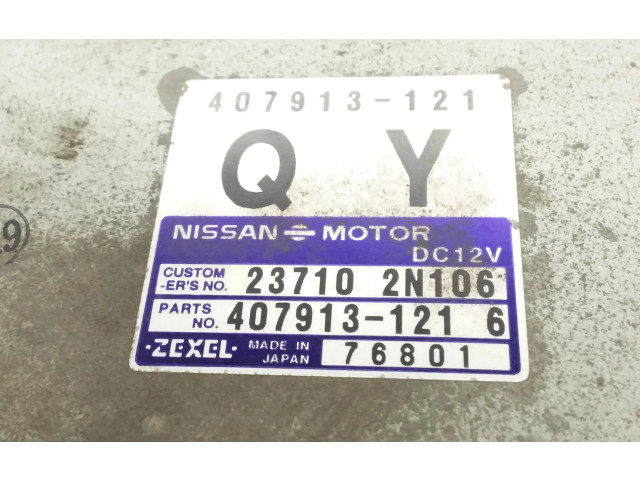 407913-121
Q Y
NISSAN MOTOR
DC12V
CUSTOM
-ER'S NO. 23710 2N106
PARTS
NO. 407913-121 6
·ZEXEL· MADE IN
JAPAN 76801
9